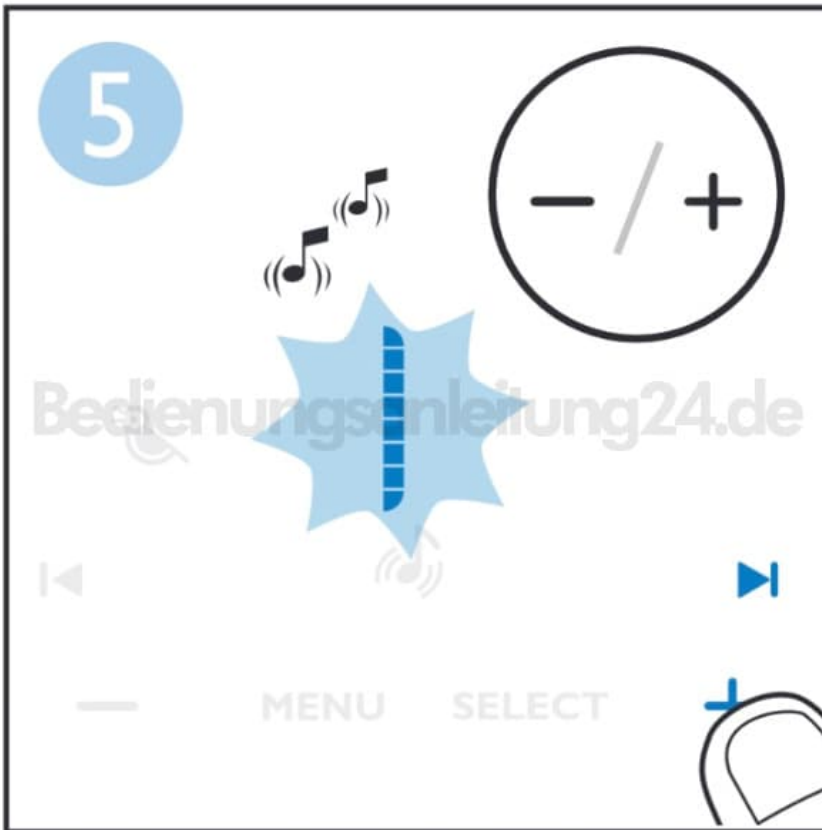 5
− / +
Bedienungsanleitung24.de
− MENU SELECT +